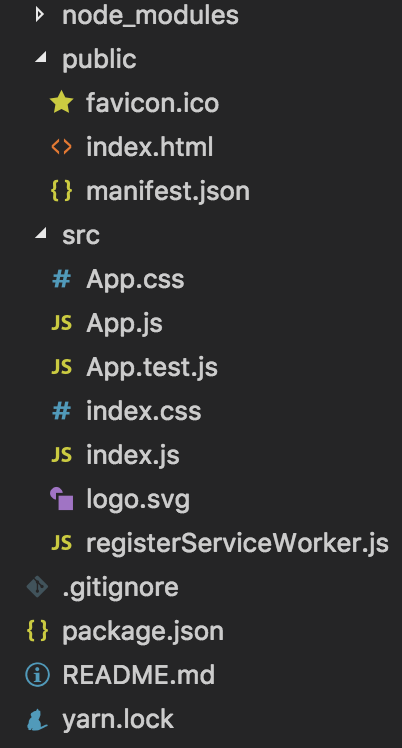 node_modules
public
favicon.ico
index.html
manifest.json
src
# App.css
JS App.js
JS App.test.js
# index.css
JS index.js
logo.svg
JS registerServiceWorker.js
.gitignore
{} package.json
README.md
yarn.lock